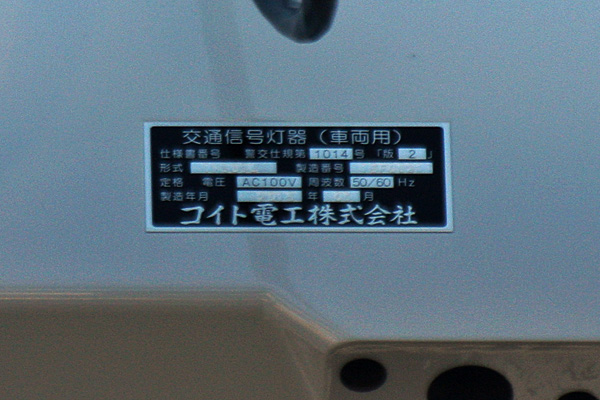 交通信号灯器（車両用）
仕様書番号 警交仕規第 1014 号 「版 2 」
形式 製造番号
定格 電圧 AC100V 周波数 50/60 Hz
製造年月 年 月
コイト電工株式会社